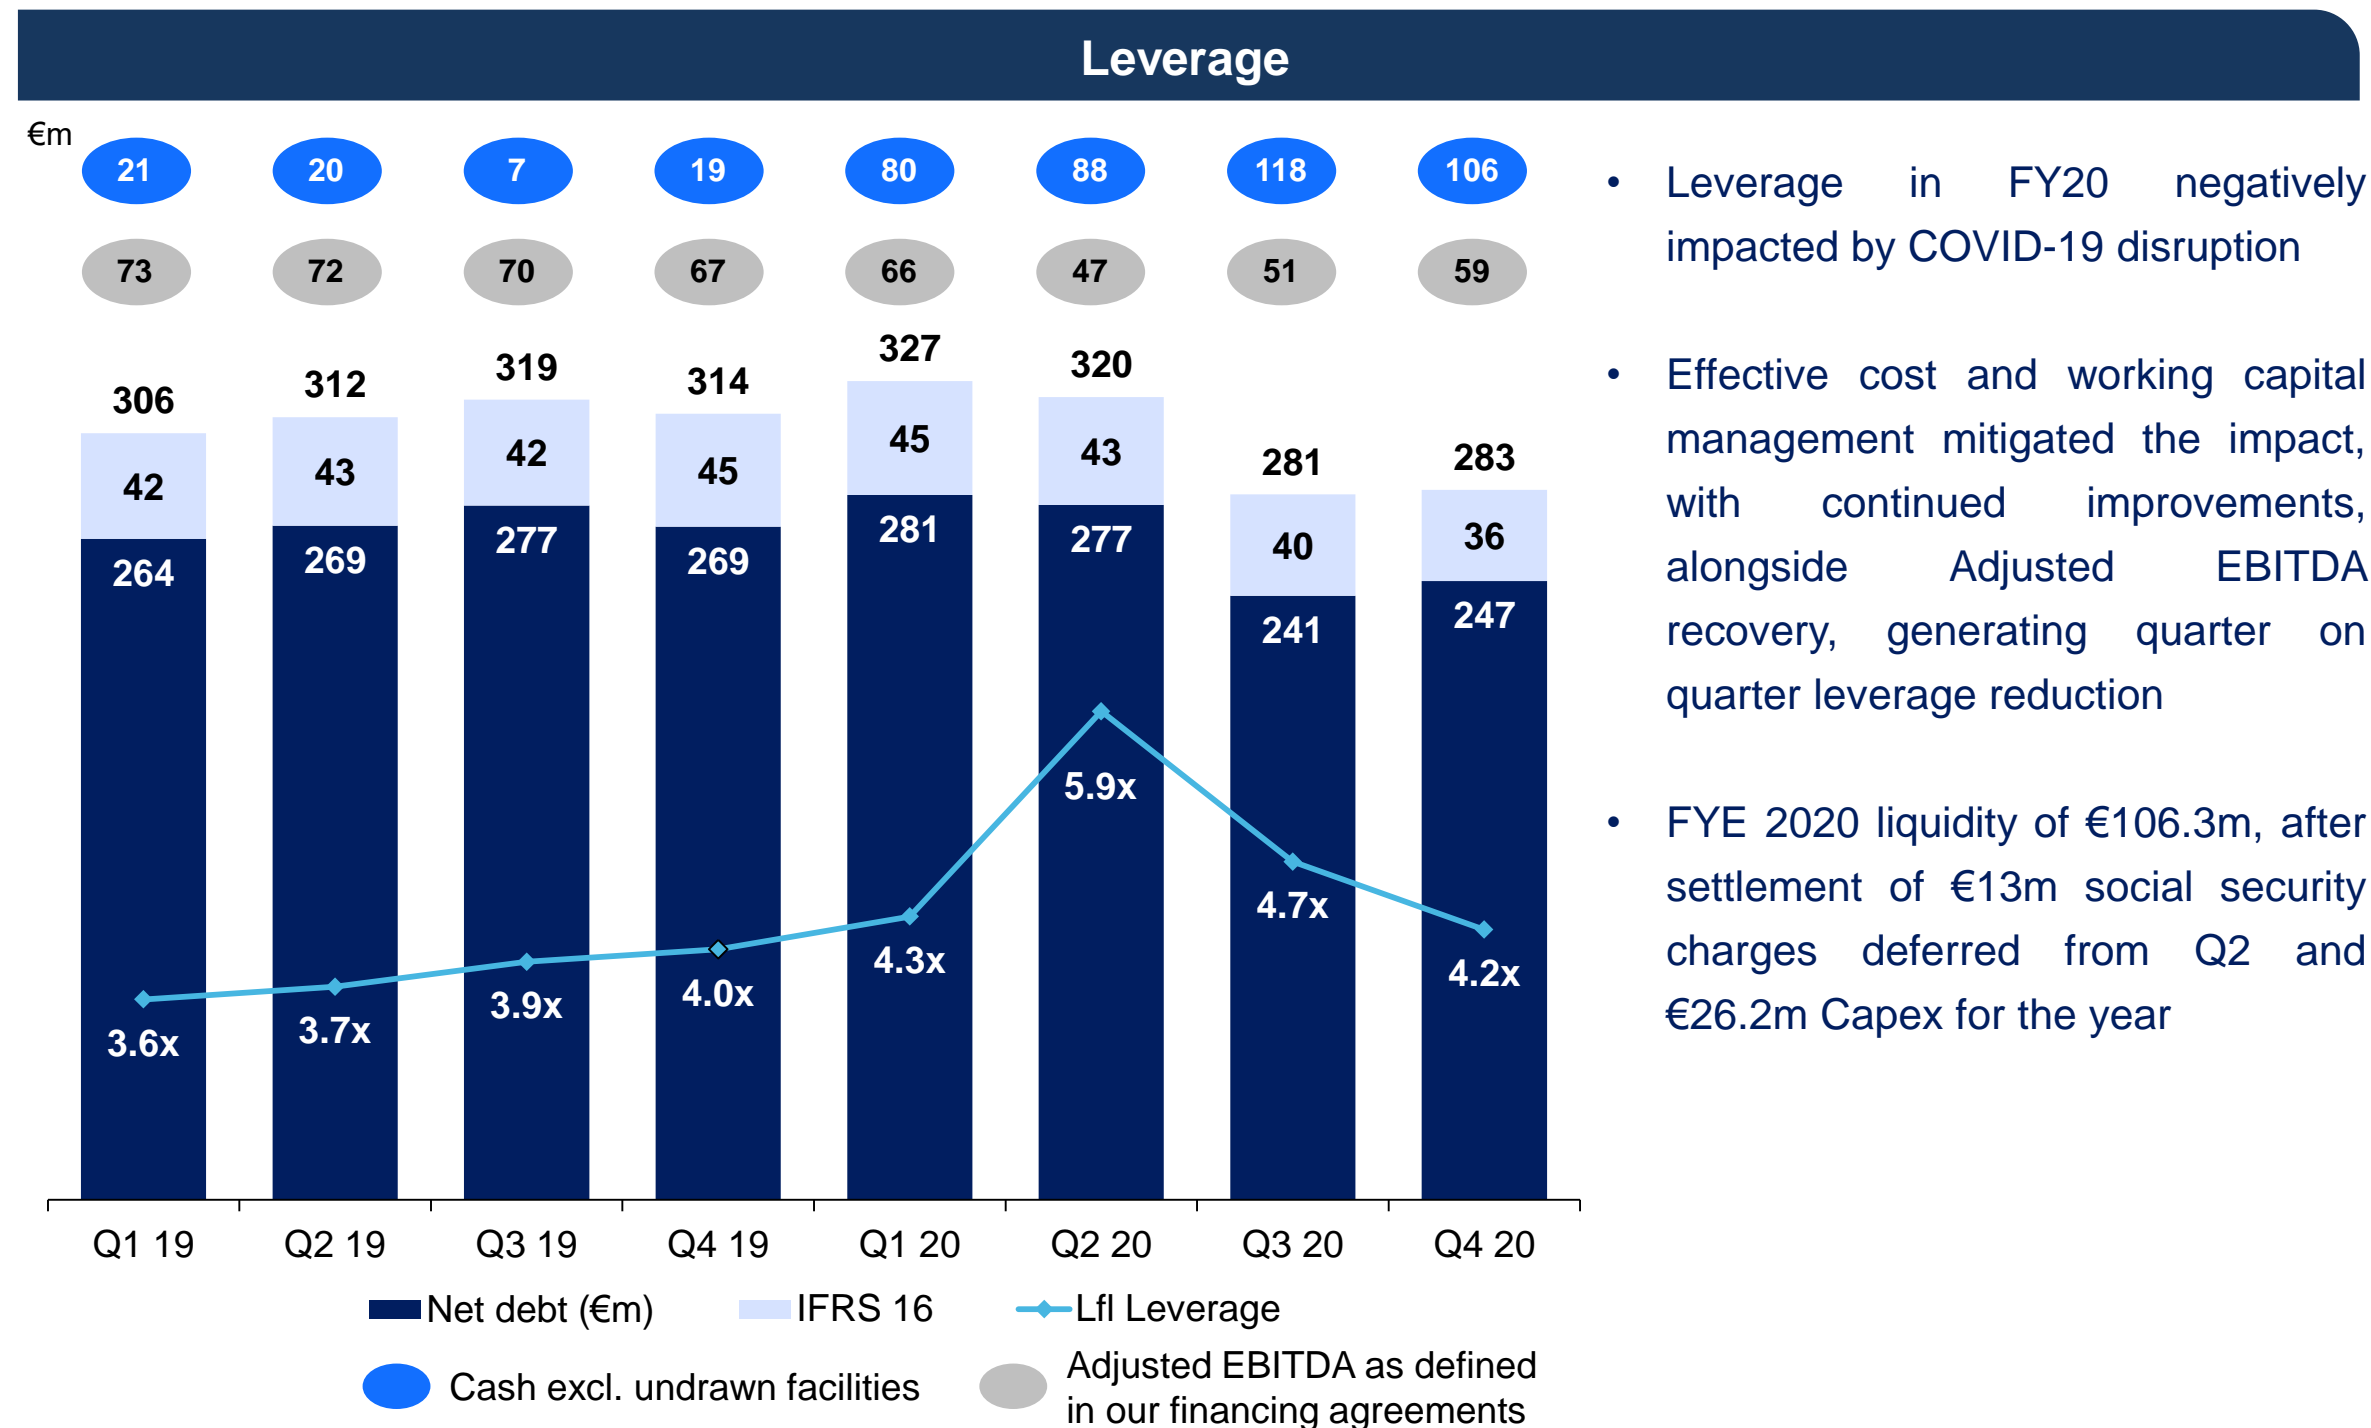 Leverage
€m
21 20 7 19 80 88 118 106
73 72 70 67 66 47 51 59
306 312 319 314 327 320 281 283
42 43 42 45 45 43 40 36
264 269 277 269 281 277 241 247
3.6x 3.7x 3.9x 4.0x 4.3x 5.9x 4.7x 4.2x
Q1 19 Q2 19 Q3 19 Q4 19 Q1 20 Q2 20 Q3 20 Q4 20
Net debt (€m) IFRS 16 Lfl Leverage
Cash excl. undrawn facilities
Adjusted EBITDA as defined
in our financing agreements
• Leverage in FY20 negatively
impacted by COVID-19 disruption
• Effective cost and working capital
management mitigated the impact,
with continued improvements,
alongside Adjusted EBITDA
recovery, generating quarter on
quarter leverage reduction
• FYE 2020 liquidity of €106.3m, after
settlement of €13m social security
charges deferred from Q2 and
€26.2m Capex for the year